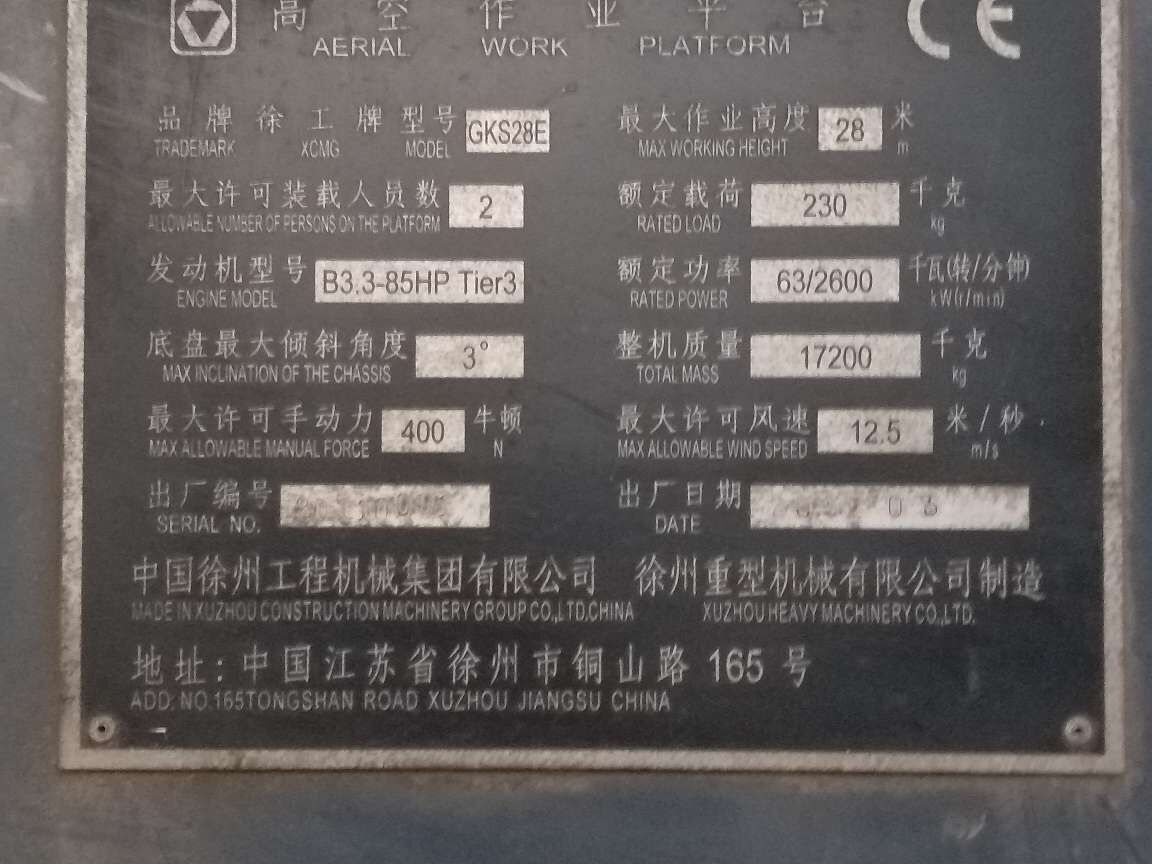 高空作业平台 CE
AERIAL WORK PLATFORM
品牌 徐工牌 型号 GKS28E 最大作业高度 28 米
TRADEMARK XCMG MODEL MAX WORKING HEIGHT m
最大许可装载人员数 2 额定载荷 230 千克
ALLOWABLE NUMBER OF PERSONS ON THE PLATFORM RATED LOAD kg
发动机型号 B3.3-85HP Tier3 额定功率 63/2600 千瓦(转/分钟)
ENGINE MODEL RATED POWER kW(r/min)
底盘最大倾斜角度 3° 整机质量 17200 千克
MAX INCLINATION OF THE CHASSIS TOTAL MASS kg
最大许可手动力 400 牛顿 最大许可风速 12.5 米/秒
MAX ALLOWABLE MANUAL FORCE N MAX ALLOWABLE WIND SPEED m/s
出厂编号 出厂日期
SERIAL NO. DATE
中国徐州工程机械集团有限公司 徐州重型机械有限公司制造
MADE IN XUZHOU CONSTRUCTION MACHINERY GROUP CO.,LTD.CHINA XUZHOU HEAVY MACHINERY CO.,LTD.
地址:中国江苏省徐州市铜山路 165 号
ADD: NO.165TONGSHAN ROAD XUZHOU JIANGSU CHINA